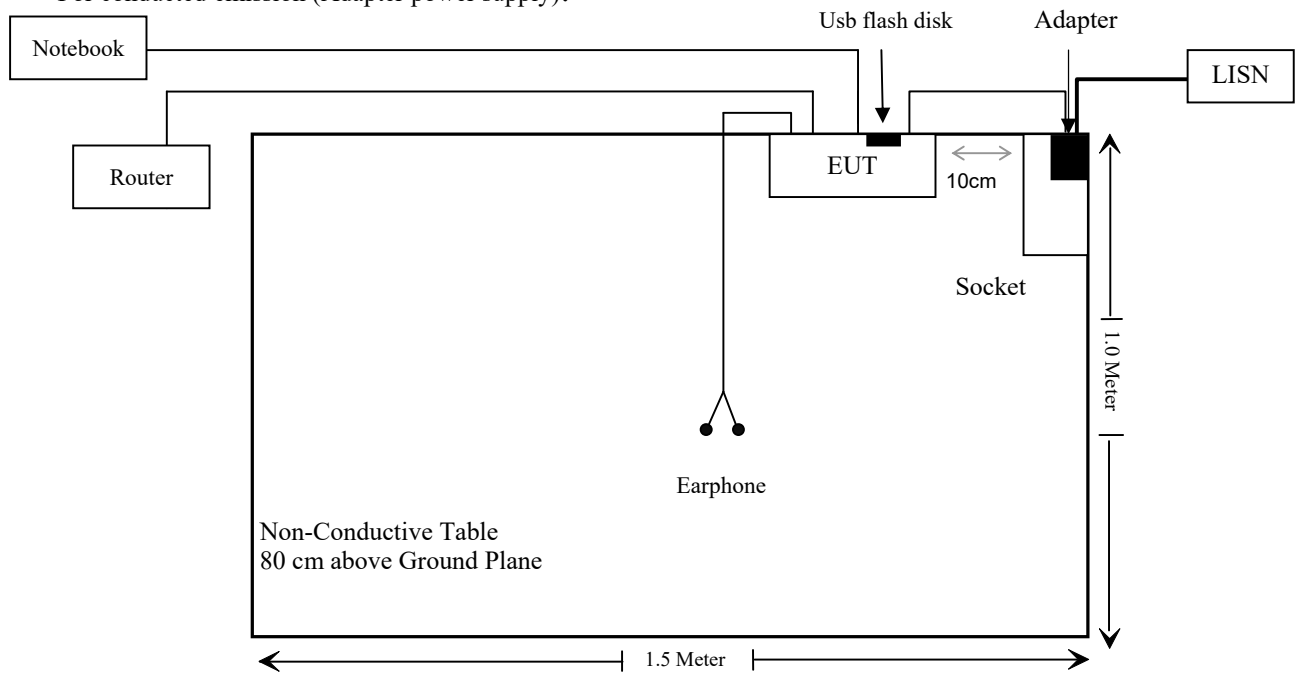 For conducted emission (Adapter power supply):
Usb flash disk
Adapter
Notebook
LISN
Router
EUT
10cm
Socket
1.0 Meter
Earphone
Non-Conductive Table
80 cm above Ground Plane
1.5 Meter